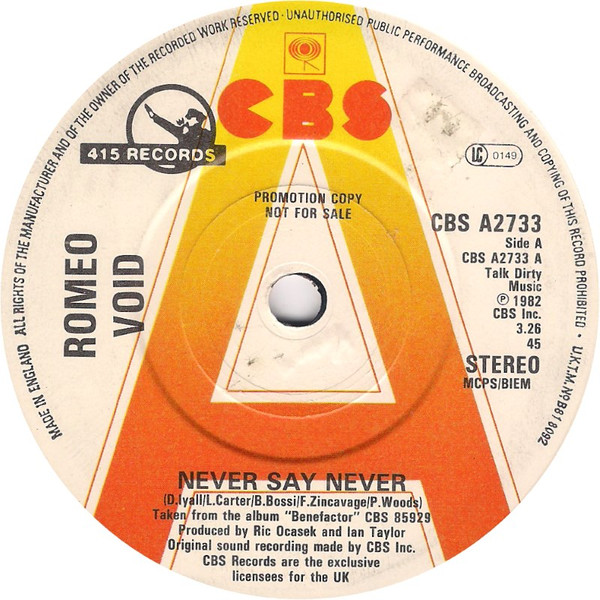 ALL RIGHTS OF THE MANUFACTURER AND OF THE OWNER OF THE RECORDED WORK RESERVED · UNAUTHORISED PUBLIC PERFORMANCE BROADCASTING AND COPYING OF THIS RECORD PROHIBITED · U.K.T.M. Nº B618092
MADE IN ENGLAND
CBS
415 RECORDS
LC 0149
PROMOTION COPY
NOT FOR SALE
ROMEO
VOID
CBS A2733
Side A
CBS A2733 A
Talk Dirty
Music
℗ 1982
CBS Inc.
3.26
45
STEREO
MCPS/BIEM
NEVER SAY NEVER
(D.Iyall/L.Carter/B.Bossi/F.Zincavage/P.Woods)
Taken from the album "Benefactor" CBS 85929
Produced by Ric Ocasek and Ian Taylor
Original sound recording made by CBS Inc.
CBS Records are the exclusive
licensees for the UK